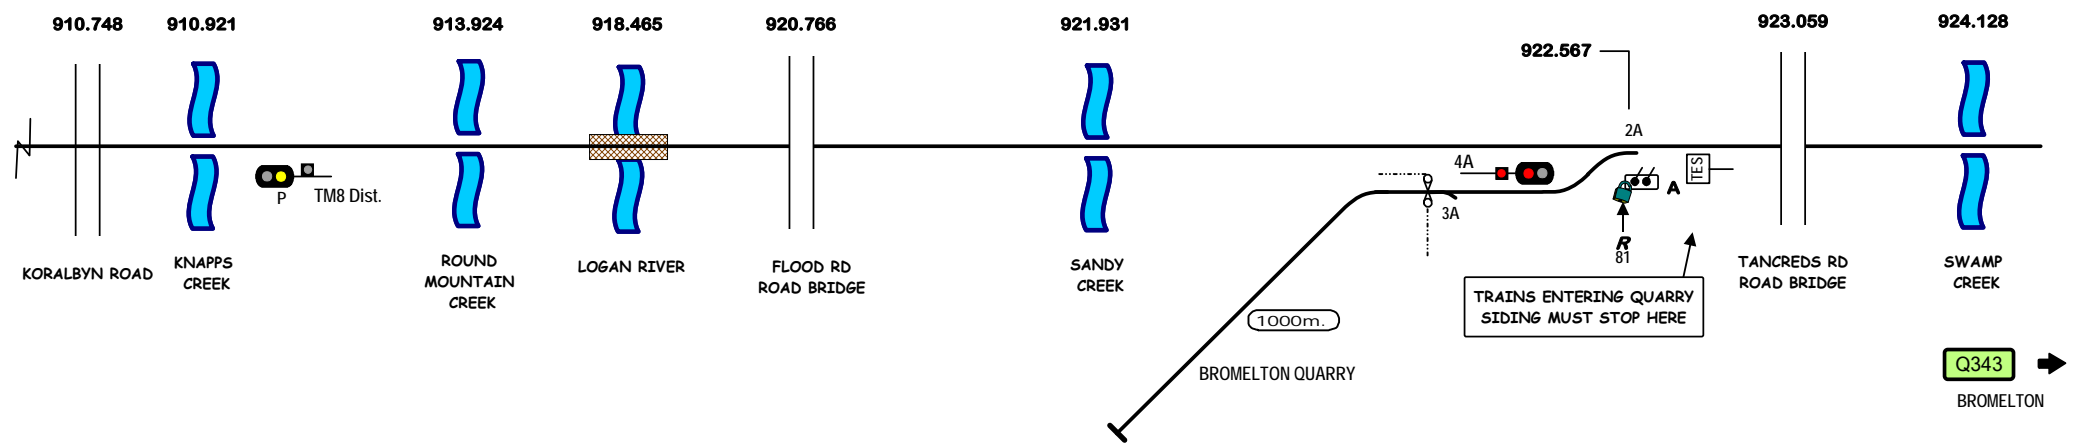 910.748
910.921
913.924
918.465
920.766
921.931
922.567
923.059
924.128
2A
4A
3A
TES
A
P
TM8 Dist.
R
81
KORALBYN ROAD
KNAPPS
CREEK
ROUND
MOUNTAIN
CREEK
LOGAN RIVER
FLOOD RD
ROAD BRIDGE
SANDY
CREEK
TRAINS ENTERING QUARRY
SIDING MUST STOP HERE
TANCREDS RD
ROAD BRIDGE
SWAMP
CREEK
1000m.
BROMELTON QUARRY
Q343
BROMELTON